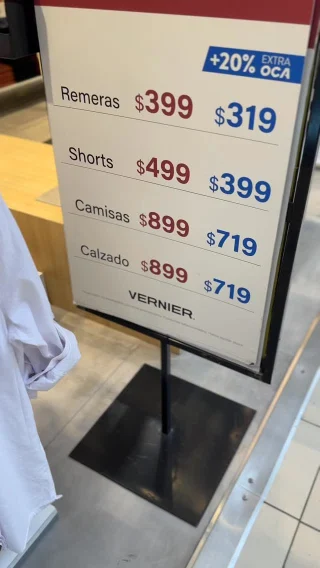 +20% EXTRA OCA
Remeras $399 $319
Shorts $499 $399
Camisas $899 $719
Calzado $899 $719
VERNIER